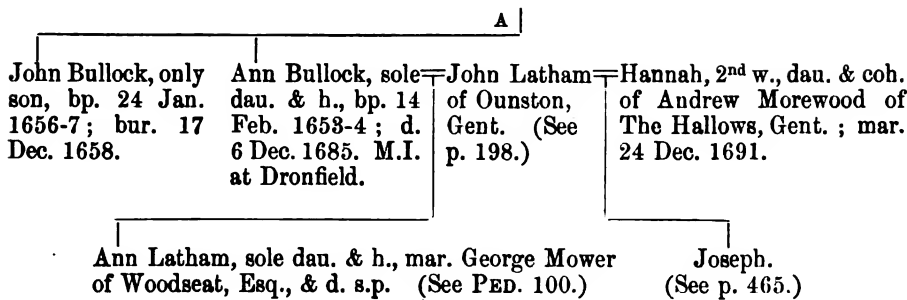 A
John Bullock, only
son, bp. 24 Jan.
1656-7; bur. 17
Dec. 1658.
Ann Bullock, sole
dau. & h., bp. 14
Feb. 1653-4; d.
6 Dec. 1685. M.I.
at Dronfield.
John Latham
of Ounston,
Gent. (See
p. 198.)
Hannah, 2nd w., dau. & coh.
of Andrew Morewood of
The Hallows, Gent.; mar.
24 Dec. 1691.
Ann Latham, sole dau. & h., mar. George Mower
of Woodseat, Esq., & d. s.p. (See PED. 100.)
Joseph.
(See p. 465.)